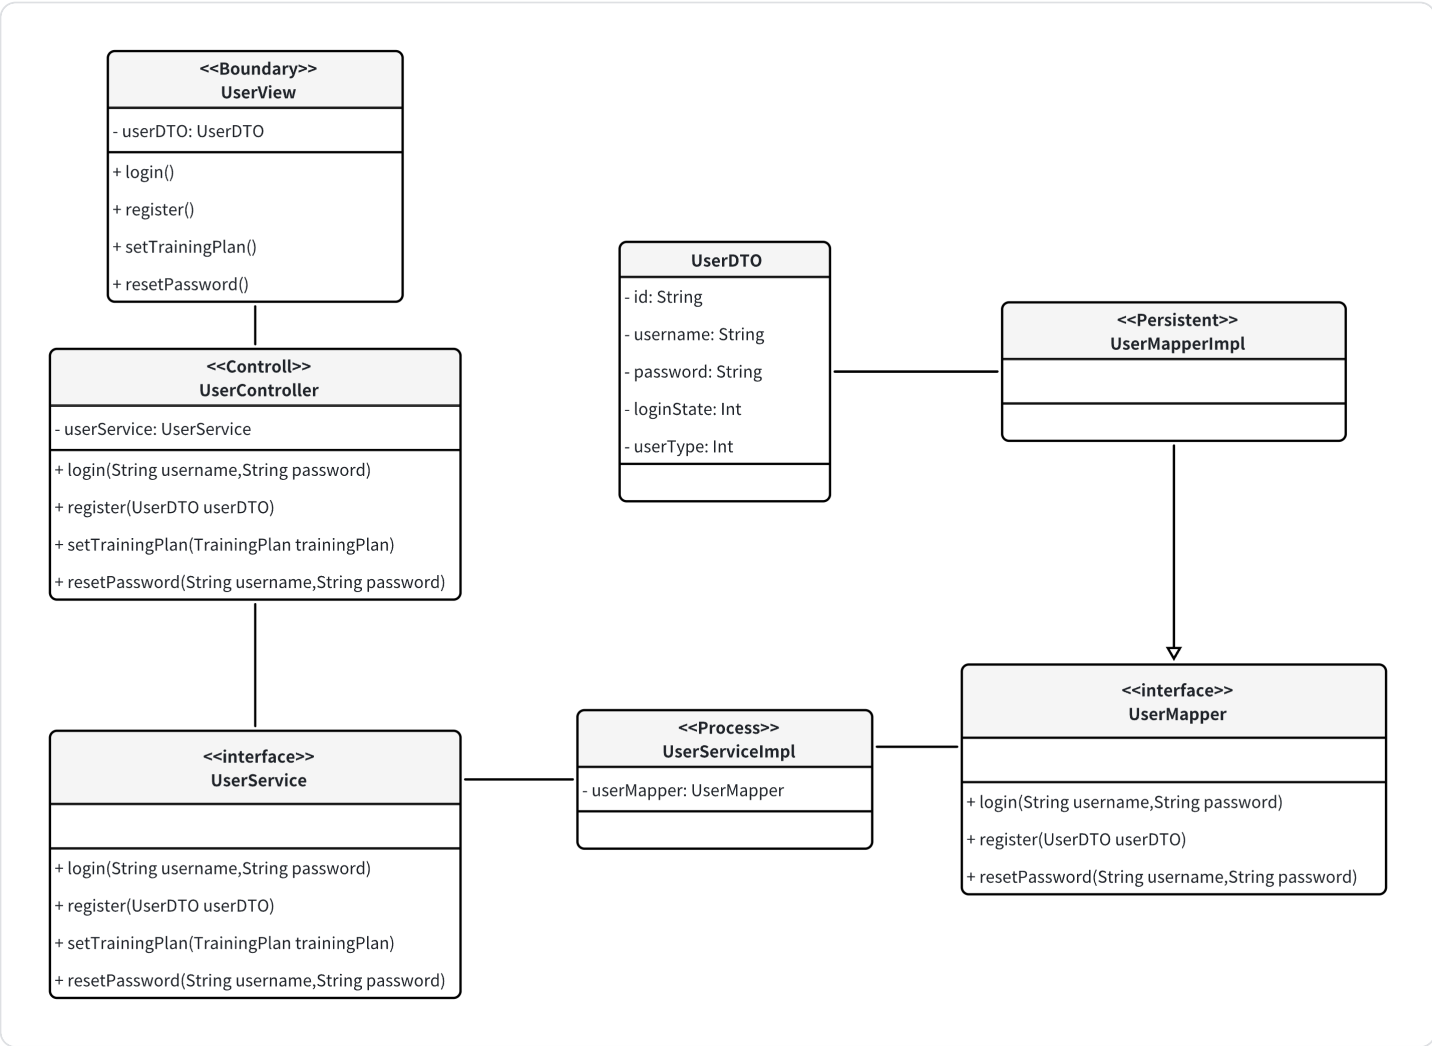 <<Boundary>>
UserView
- userDTO: UserDTO
+ login()
+ register()
+ setTrainingPlan()
+ resetPassword()
<<Controll>>
UserController
- userService: UserService
+ login(String username,String password)
+ register(UserDTO userDTO)
+ setTrainingPlan(TrainingPlan trainingPlan)
+ resetPassword(String username,String password)
<<interface>>
UserService
+ login(String username,String password)
+ register(UserDTO userDTO)
+ setTrainingPlan(TrainingPlan trainingPlan)
+ resetPassword(String username,String password)
UserDTO
- id: String
- username: String
- password: String
- loginState: Int
- userType: Int
<<Process>>
UserServiceImpl
- userMapper: UserMapper
<<Persistent>>
UserMapperImpl
<<interface>>
UserMapper
+ login(String username,String password)
+ register(UserDTO userDTO)
+ resetPassword(String username,String password)